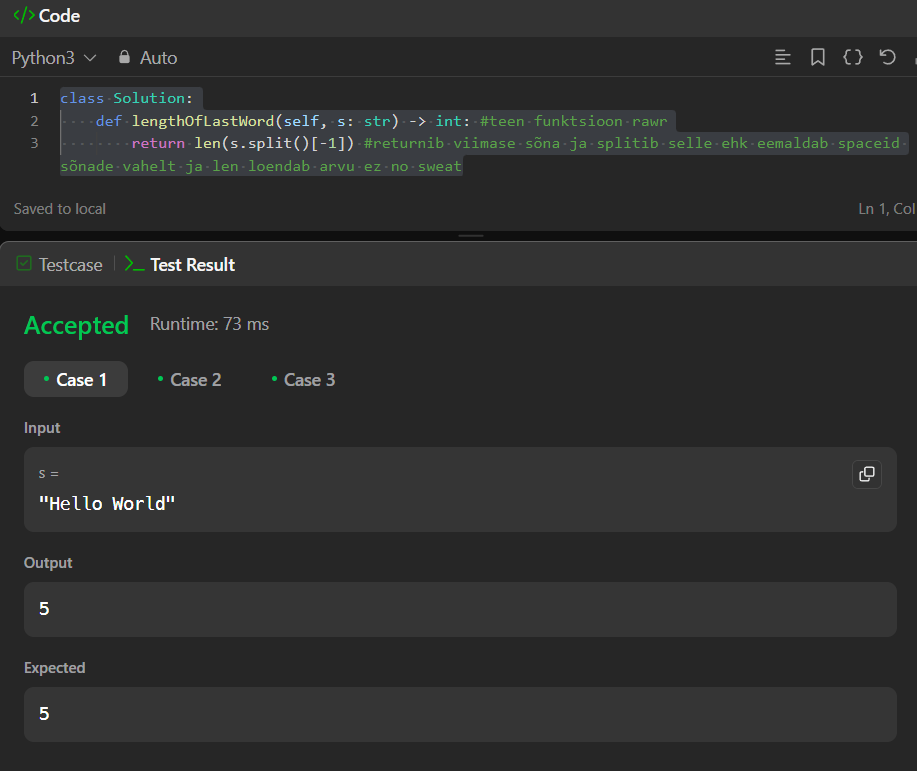 </> Code
Python3 Auto
1 class Solution:
2 def lengthOfLastWord(self, s: str) -> int: #teen funktsioon rawr
3 return len(s.split()[-1]) #returnib viimase sõna ja splitib selle ehk eemaldab spaceid
sõnade vahelt ja len loendab arvu ez no sweat
Saved to local Ln 1, Col
Testcase Test Result
Accepted Runtime: 73 ms
Case 1 Case 2 Case 3
Input
s =
"Hello World"
Output
5
Expected
5